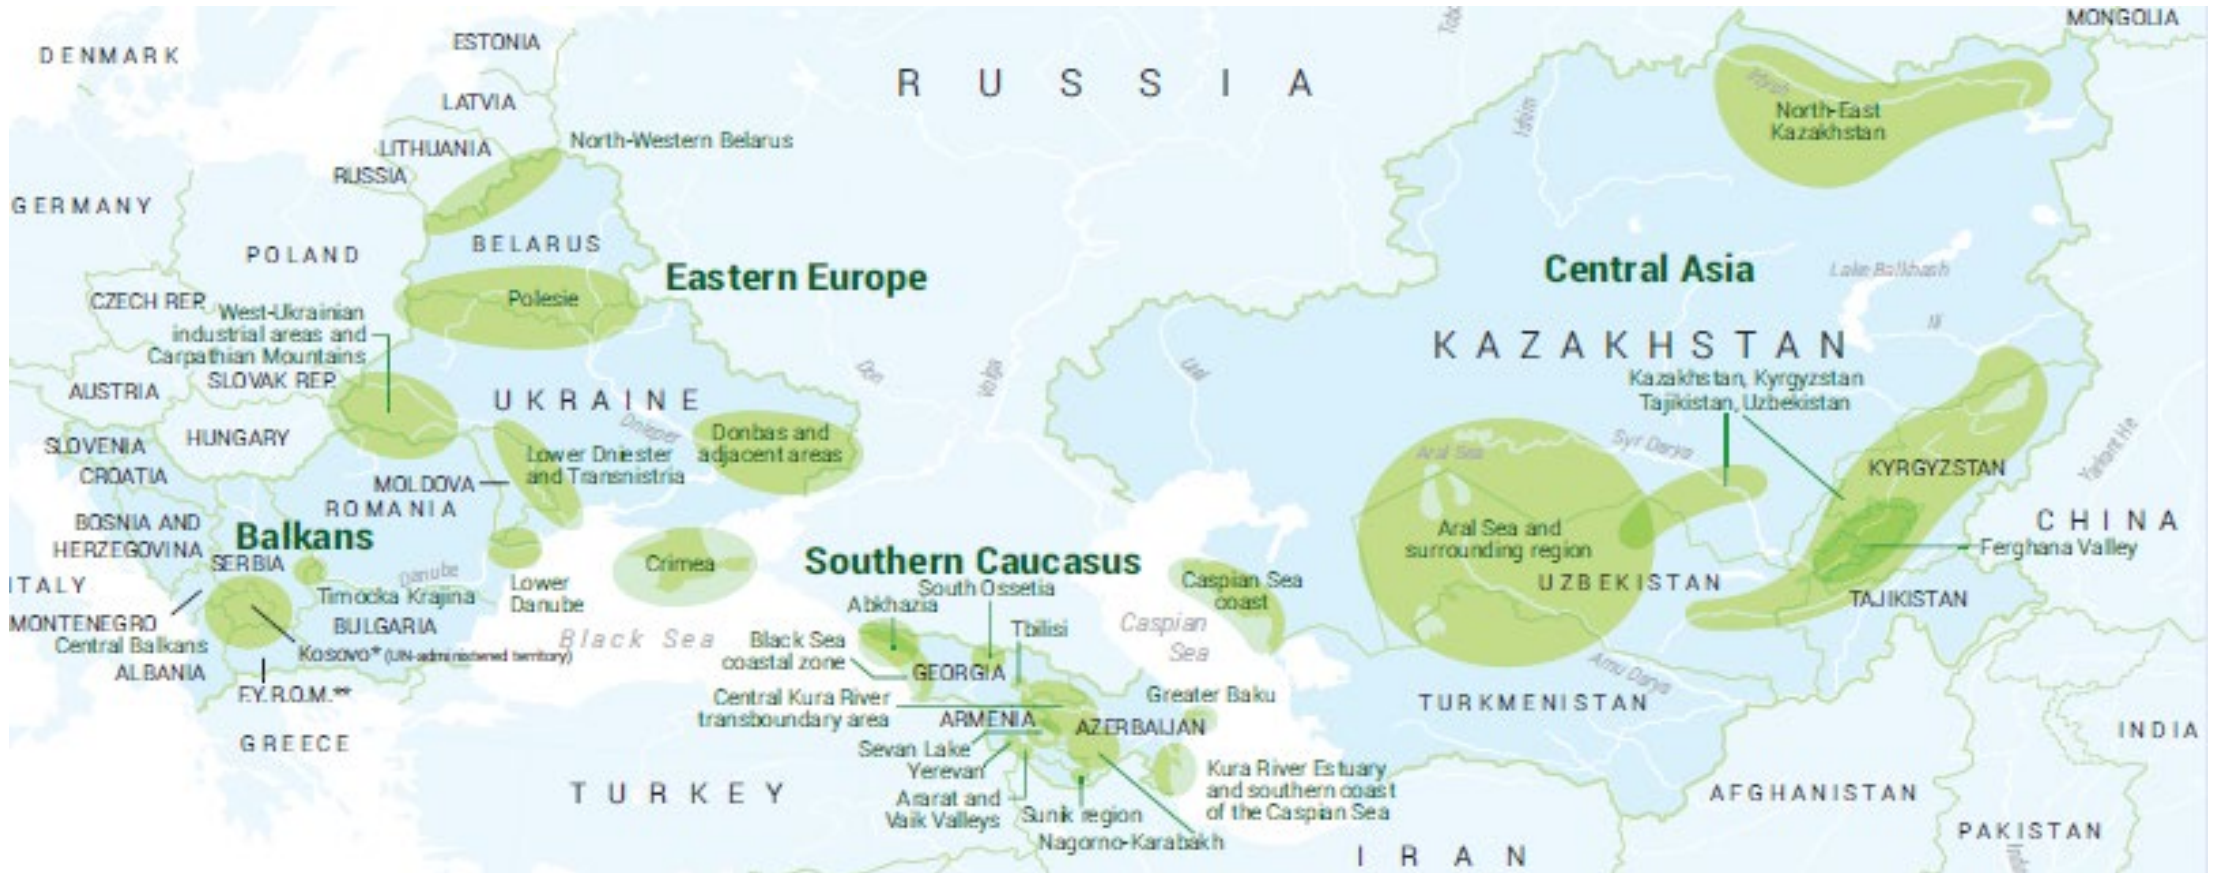 DENMARK
ESTONIA
RUSSIA
MONGOLIA
LATVIA
Ishim
Irtysh
North-East
Kazakhstan
LITHUANIA
North-Western Belarus
RUSSIA
GERMANY
POLAND
BELARUS
Eastern Europe
Central Asia
Lake Balkhash
CZECH REP.
Polesie
West-Ukrainian
industrial areas and
Carpathian Mountains
Ili
KAZAKHSTAN
SLOVAK REP.
AUSTRIA
Don
Volga
Ural
Kazakhstan, Kyrgyzstan
Tajikistan, Uzbekistan
UKRAINE
Dnieper
HUNGARY
SLOVENIA
CROATIA
Donbas and
adjacent areas
Lower Dniester
and Transnistria
MOLDOVA
ROMANIA
Aral Sea
Syr Darya
KYRGYZSTAN
CHINA
BOSNIA AND
HERZEGOVINA
Balkans
SERBIA
Crimea
Southern Caucasus
South Ossetia
Abkhazia
Aral Sea and
surrounding region
Ferghana Valley
ITALY
Danube
Timocka Krajina
Lower
Danube
Caspian Sea
coast
UZBEKISTAN
TAJIKISTAN
MONTENEGRO
Central Balkans
ALBANIA
BULGARIA
Kosovo* (UN-administered territory)
Black Sea
Black Sea
coastal zone
Tbilisi
Caspian
Sea
GEORGIA
Amu Darya
F.Y.R.O.M.**
Central Kura River
transboundary area
Greater Baku
TURKMENISTAN
ARMENIA
AZERBAIJAN
INDIA
GREECE
Sevan Lake
Yerevan
TURKEY
Ararat and
Vaik Valleys
Sunik region
Nagorno-Karabakh
Kura River Estuary
and southern coast
of the Caspian Sea
AFGHANISTAN
PAKISTAN
IRAN